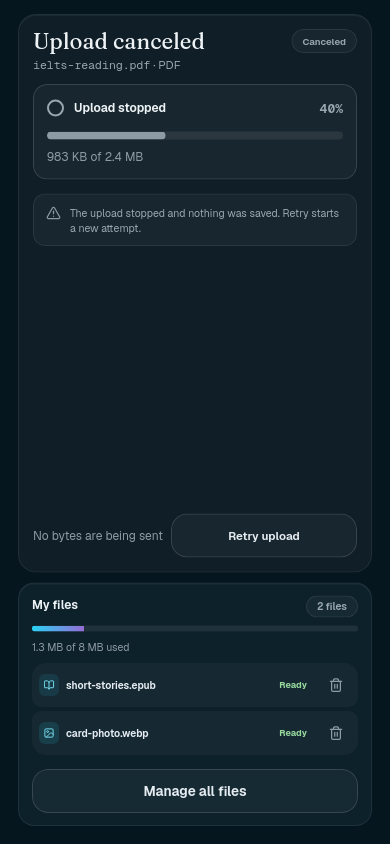 Upload canceled
Canceled
ielts-reading.pdf · PDF
Upload stopped
40%
983 KB of 2.4 MB
The upload stopped and nothing was saved. Retry starts
a new attempt.
No bytes are being sent
Retry upload
My files
2 files
1.3 MB of 8 MB used
short-stories.epub
Ready
card-photo.webp
Ready
Manage all files